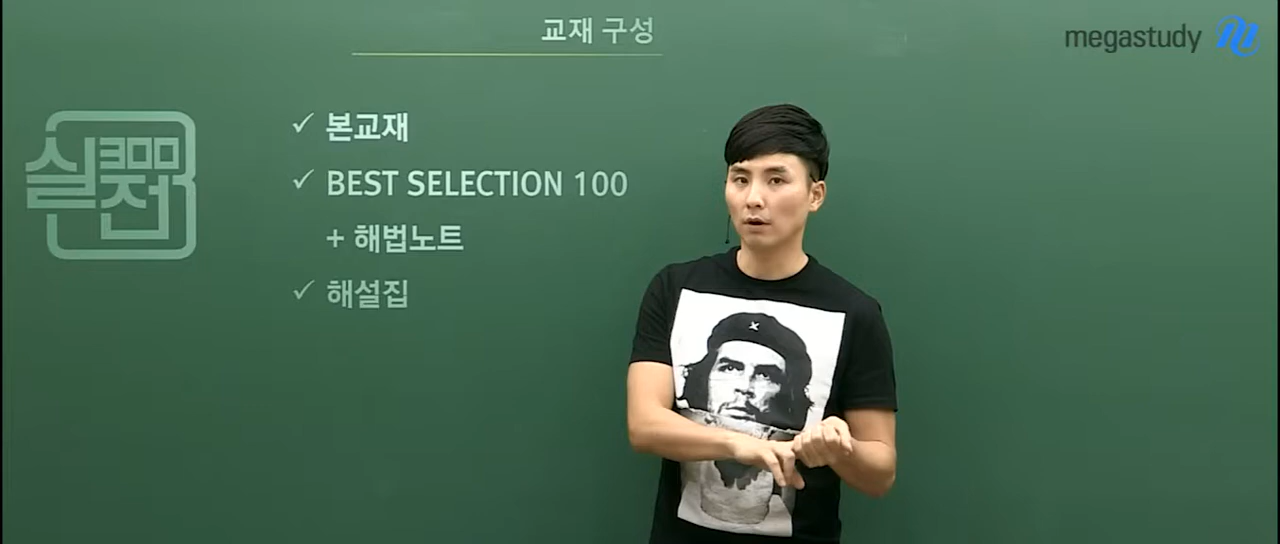 교재 구성
megastudy
실전
300
✓ 본교재
✓ BEST SELECTION 100
+ 해법노트
✓ 해설집